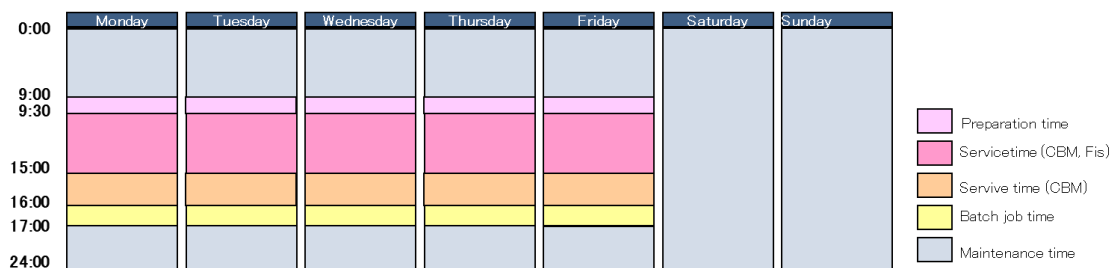 Monday Tuesday Wednesday Thursday Friday Saturday Sunday
0:00
9:00
9:30
15:00
16:00
17:00
24:00
Preparation time
Servicetime (CBM, Fis)
Servive time (CBM)
Batch job time
Maintenance time